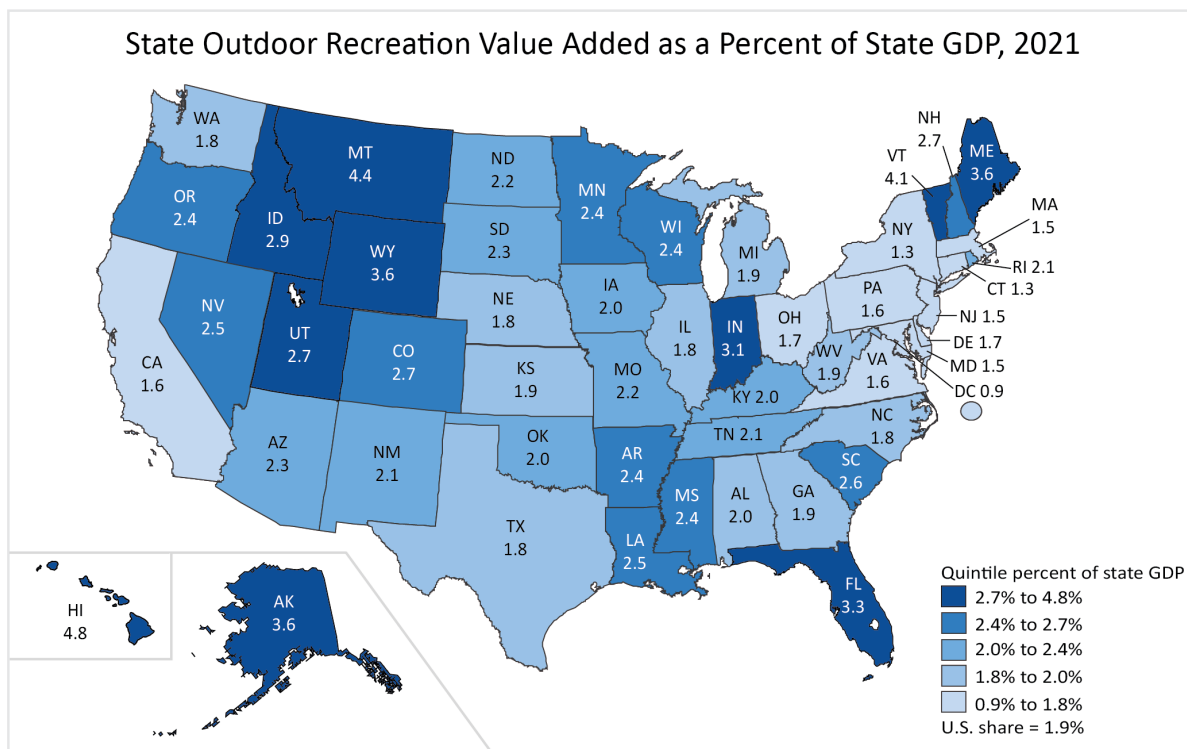 State Outdoor Recreation Value Added as a Percent of State GDP, 2021
WA
1.8
MT
4.4
ND
2.2
MN
2.4
NH
2.7
VT
4.1
ME
3.6
OR
2.4
ID
2.9
WY
3.6
SD
2.3
WI
2.4
MI
1.9
NY
1.3
MA
1.5
RI 2.1
CT 1.3
NV
2.5
UT
2.7
CO
2.7
NE
1.8
IA
2.0
IL
1.8
IN
3.1
OH
1.7
PA
1.6
NJ 1.5
DE 1.7
MD 1.5
DC 0.9
CA
1.6
KS
1.9
MO
2.2
KY 2.0
WV
1.9
VA
1.6
AZ
2.3
NM
2.1
OK
2.0
AR
2.4
TN 2.1
NC
1.8
SC
2.6
TX
1.8
LA
2.5
MS
2.4
AL
2.0
GA
1.9
FL
3.3
HI
4.8
AK
3.6
Quintile percent of state GDP
2.7% to 4.8%
2.4% to 2.7%
2.0% to 2.4%
1.8% to 2.0%
0.9% to 1.8%
U.S. share = 1.9%